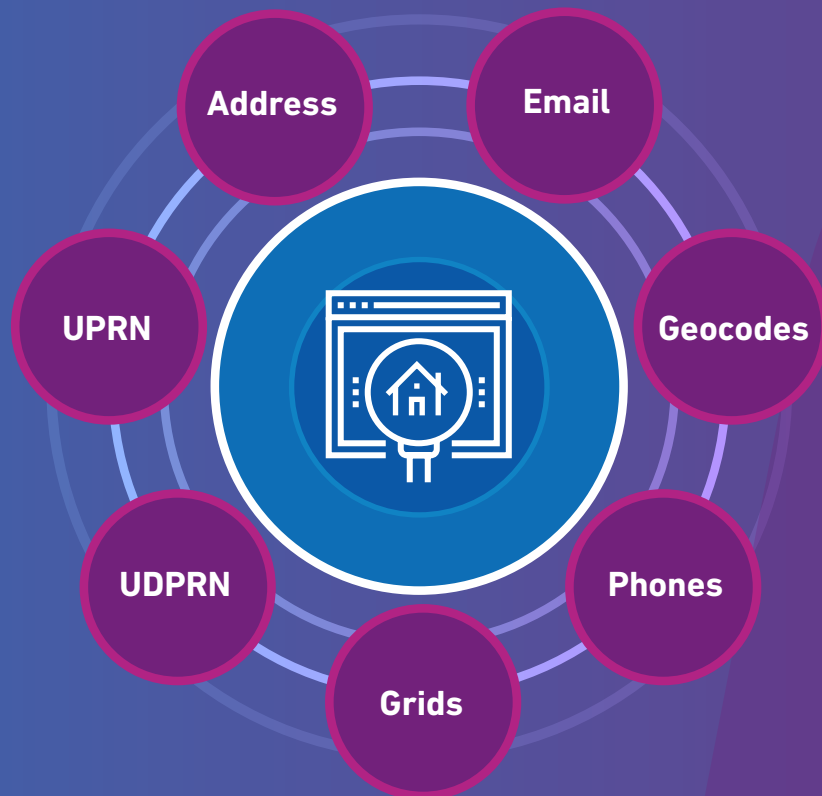 Address
Email
UPRN
Geocodes
UDPRN
Phones
Grids